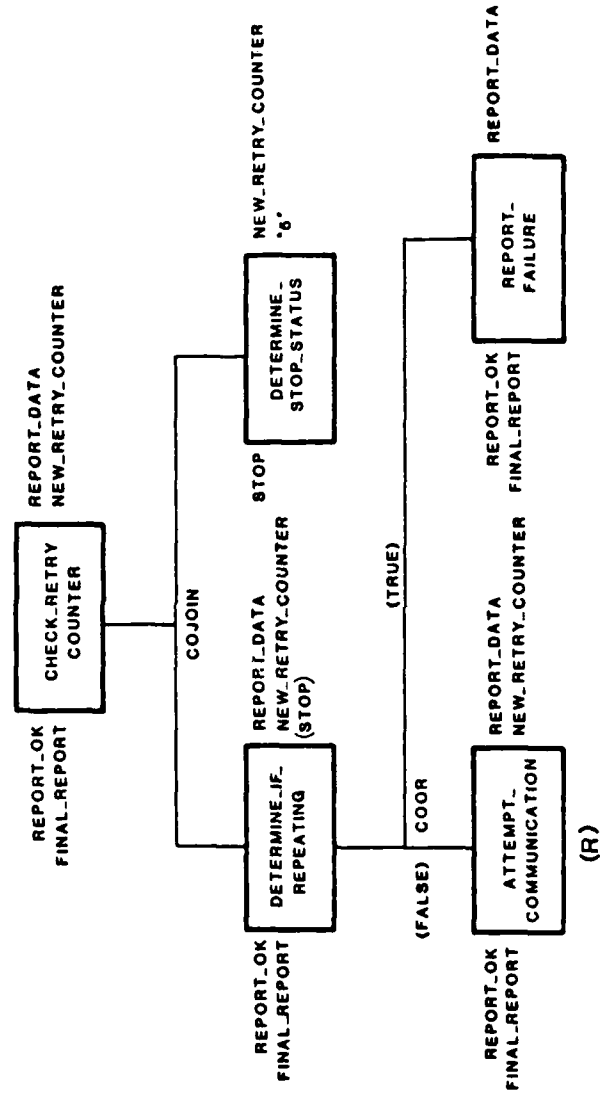 REPORT_OK
FINAL_REPORT
CHECK_RETRY
COUNTER
REPORT_DATA
NEW_RETRY_COUNTER
COJOIN
REPORT_OK
FINAL_REPORT
DETERMINE_IF_
REPEATING
REPORT_DATA
NEW_RETRY_COUNTER
(STOP)
STOP
DETERMINE_
STOP_STATUS
NEW_RETRY_COUNTER
"6"
(FALSE)
COOR
(TRUE)
REPORT_OK
FINAL_REPORT
ATTEMPT_
COMMUNICATION
REPORT_DATA
NEW_RETRY_COUNTER
(R)
REPORT_OK
FINAL_REPORT
REPORT_
FAILURE
REPORT_DATA